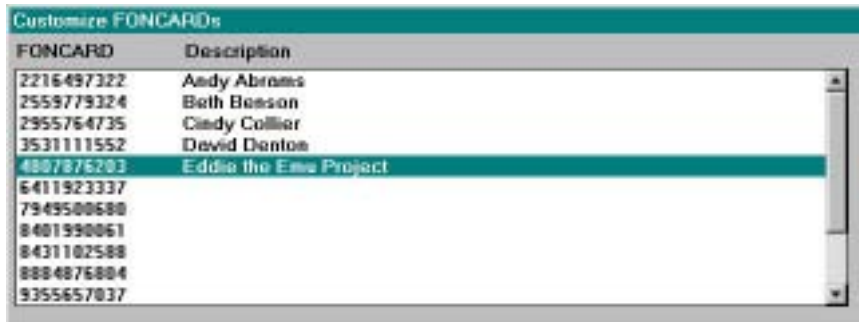 Customize FONCARDs
FONCARD Description
2216497322 Andy Abrams
2559779324 Beth Benson
2955764735 Cindy Collier
3531111552 David Denton
4807876203 Eddie the Emu Project
6411923337
7949500680
8401990061
8431102588
8884876804
9355657037